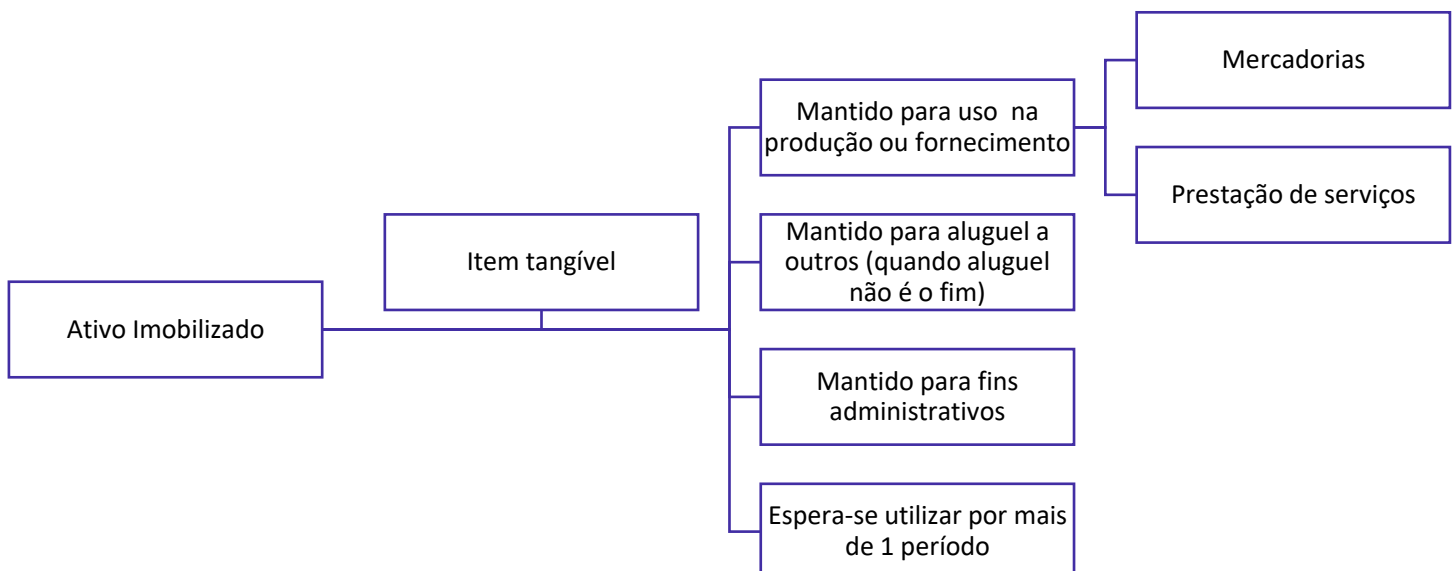 Ativo Imobilizado
Item tangível
Mantido para uso na
produção ou fornecimento
Mercadorias
Prestação de serviços
Mantido para aluguel a
outros (quando aluguel
não é o fim)
Mantido para fins
administrativos
Espera-se utilizar por mais
de 1 período